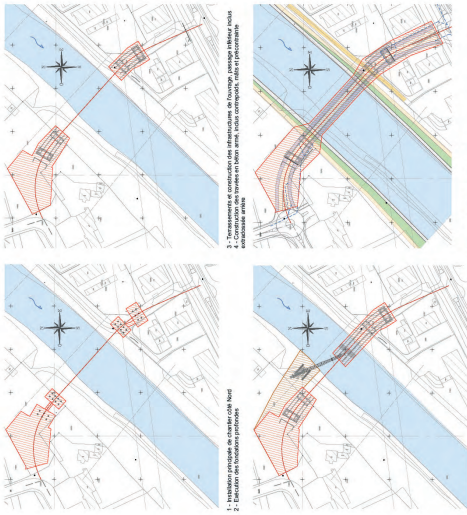 1 - Installation principale de chantier côté Nord
2 - Exécution des fondations profondes
3 - Terrassements et construction des infrastructures de l'ouvrage, passage inférieur inclus
4 - Construction des travées en béton armé, inclus contrepoids, mâts et précontrainte
extradossée arrière